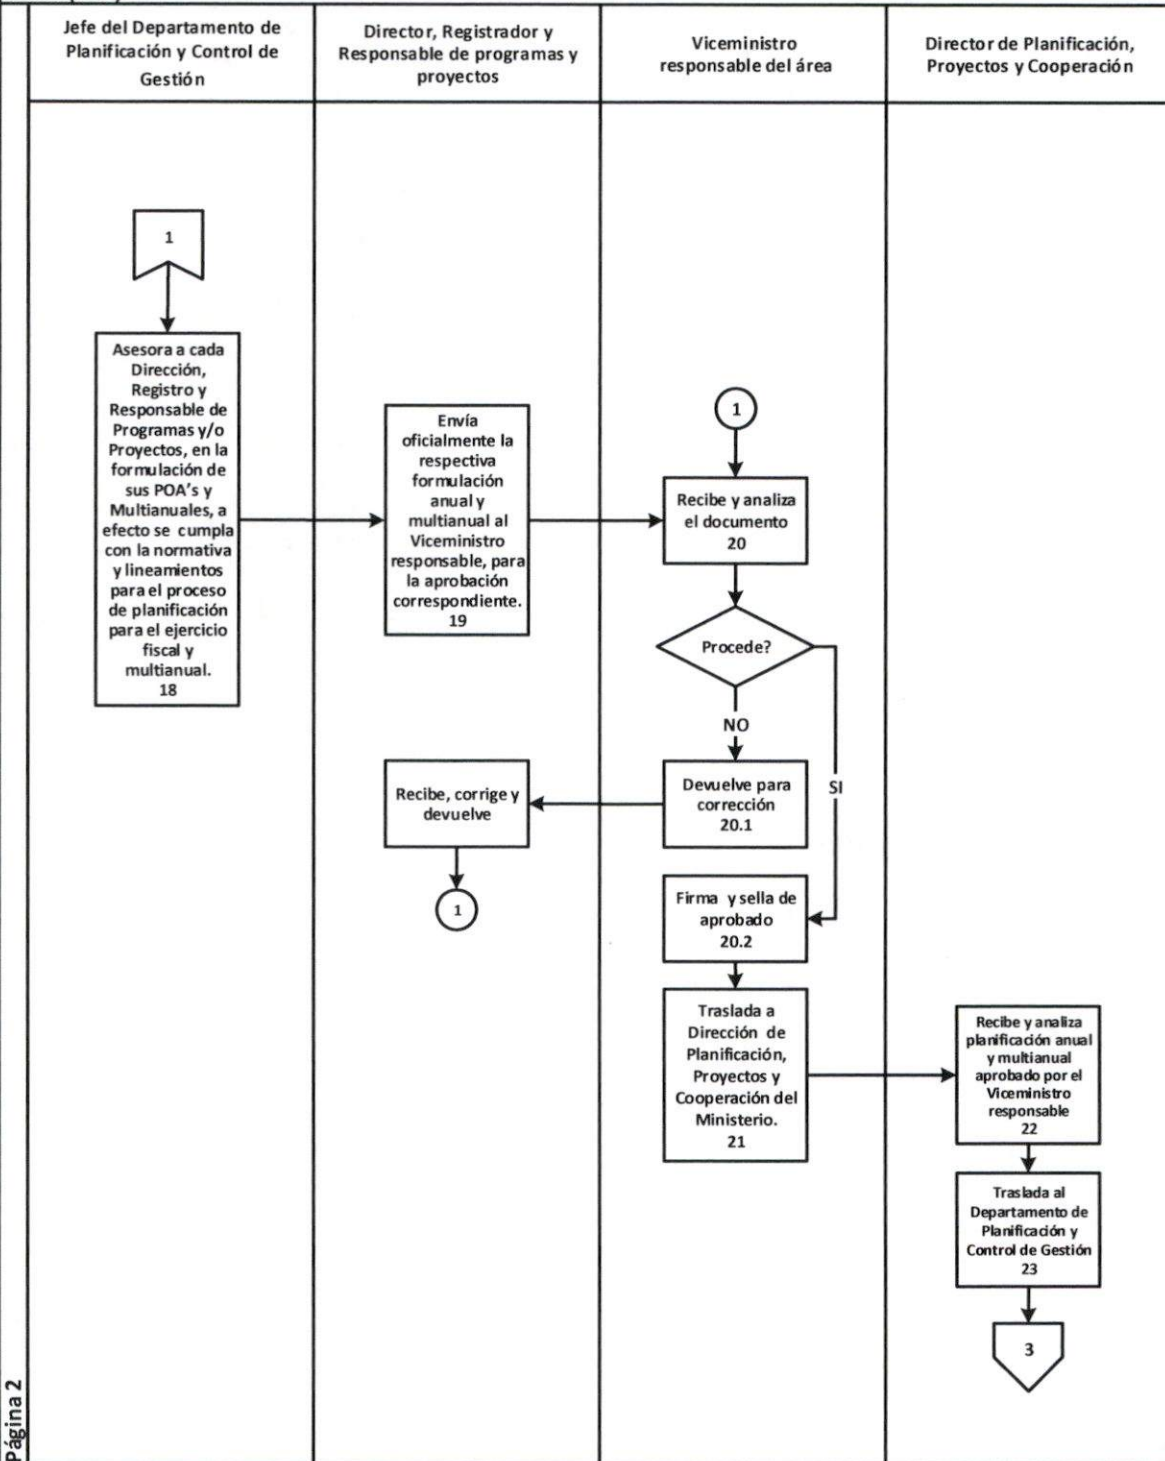 Jefe del Departamento de
Planificación y Control de
Gestión
Director, Registrador y
Responsable de programas y
proyectos
Viceministro
responsable del área
Director de Planificación,
Proyectos y Cooperación
1
Asesora a cada
Dirección,
Registro y
Responsable de
Programas y/o
Proyectos, en la
formulación de
sus POA's y
Multianuales, a
efecto se cumpla
con la normativa
y lineamientos
para el proceso
de planificación
para el ejercicio
fiscal y
multianual.
18
Envía
oficialmente la
respectiva
formulación
anual y
multianual al
Viceministro
responsable, para
la aprobación
correspondiente.
19
1
Recibe y analiza
el documento
20
Procede?
NO
SI
Devuelve para
corrección
20.1
Recibe, corrige y
devuelve
1
Firma y sella de
aprobado
20.2
Traslada a
Dirección de
Planificación,
Proyectos y
Cooperación del
Ministerio.
21
Recibe y analiza
planificación anual
y multianual
aprobado por el
Viceministro
responsable
22
Traslada al
Departamento de
Planificación y
Control de Gestión
23
3
Página 2